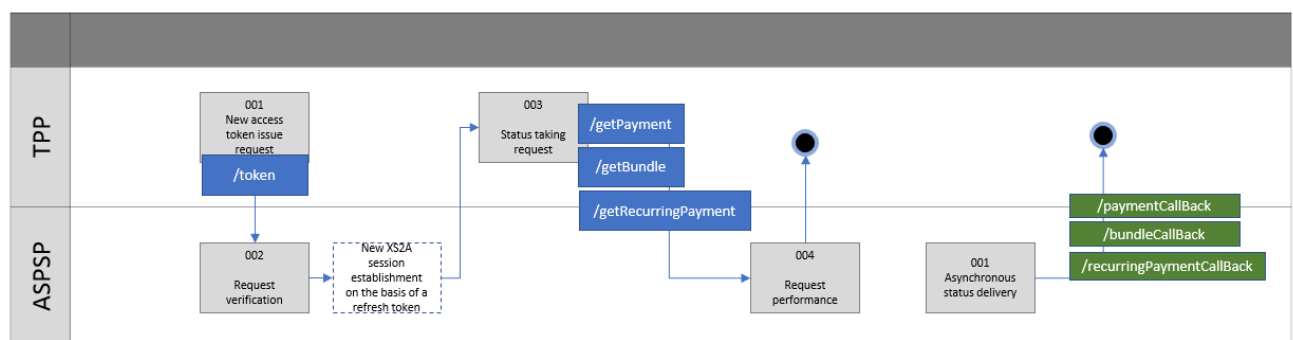 TPP
001
New access
token issue
request
/token
003
Status taking
request
/getPayment
/getBundle
/getRecurringPayment
/paymentCallBack
/bundleCallBack
/recurringPaymentCallBack
ASPSP
002
Request
verification
New XS2A
session
establishment
on the basis of a
refresh token
004
Request
performance
001
Asynchronous
status delivery